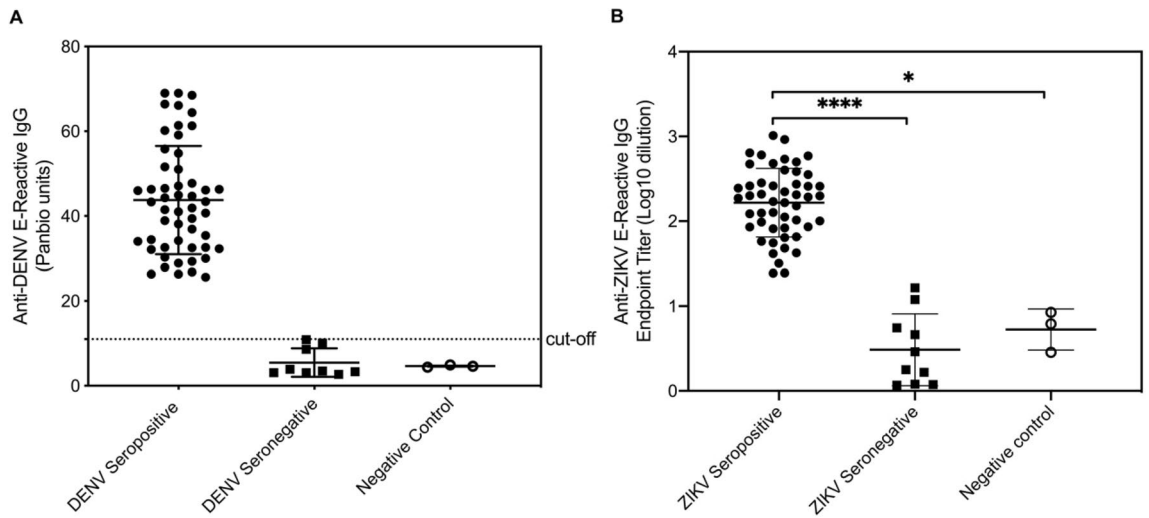 A
Anti-DENV E-Reactive IgG
(Panbio units)
80
60
40
20
0
cut-off
DENV Seropositive
DENV Seronegative
Negative Control
B
Anti-ZIKV E-Reactive IgG
Endpoint Titer (Log10 dilution)
4
3
2
1
0
*
****
ZIKV Seropositive
ZIKV Seronegative
Negative control